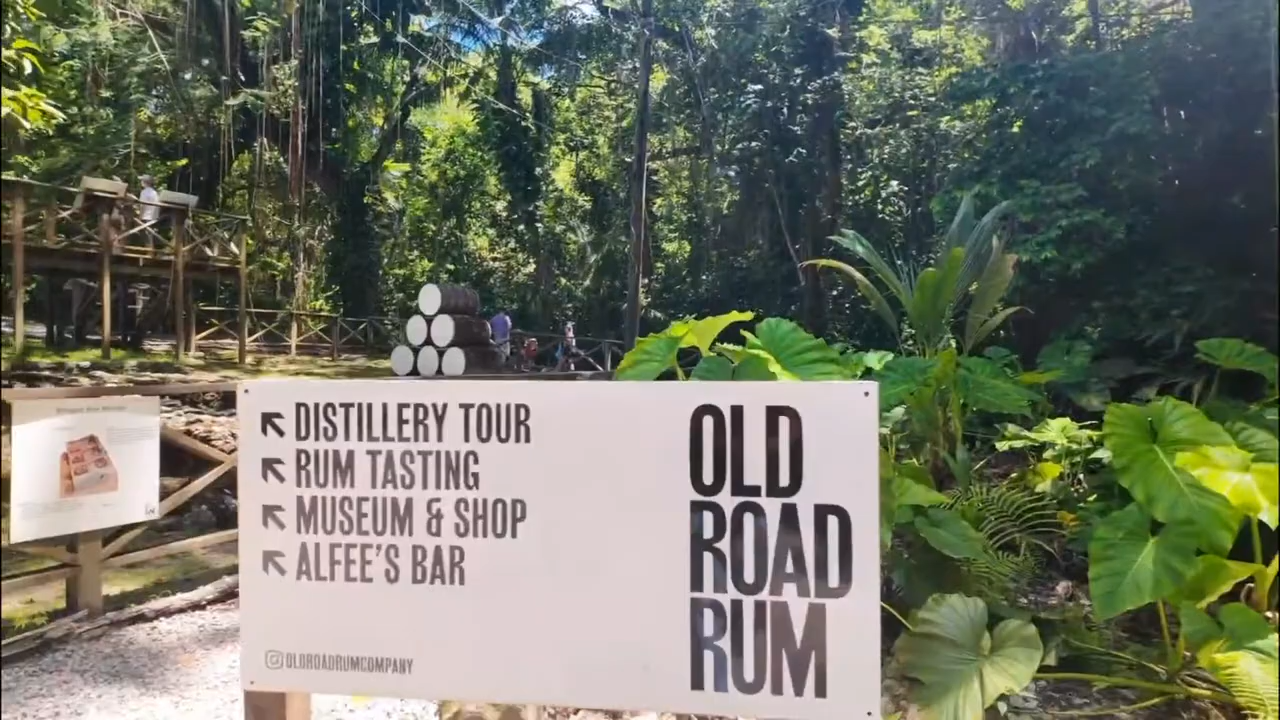 DISTILLERY TOUR
RUM TASTING
MUSEUM & SHOP
ALFEE'S BAR
OLDROADRUMCOMPANY
OLD
ROAD
RUM